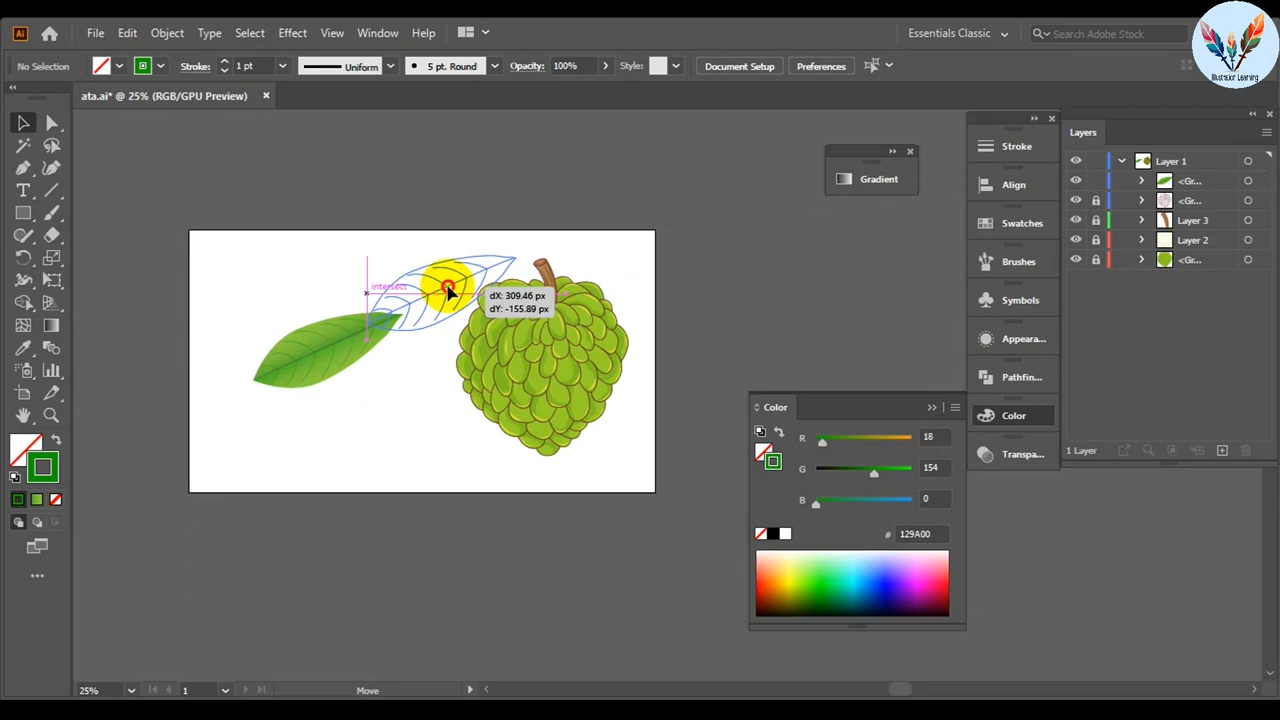 Ai File Edit Object Type Select Effect View Window Help Essentials Classic Search Adobe Stock
No Selection Stroke: 1 pt Uniform 5 pt. Round Opacity: 100% Style: Document Setup Preferences
Illustrator Learning
ata.ai* @ 25% (RGB/GPU Preview)
Layers
Stroke
Layer 1
Gradient
<Gr...
Align
<Gr...
Swatches
Layer 3
Layer 2
Brushes
<Gr...
intersect
dX: 309.46 px
dY: -155.89 px
Symbols
Appeara...
Pathfin...
Color
Color
R 18
Transpa...
1 Layer
G 154
B 0
# 129A00
25% 1 Move